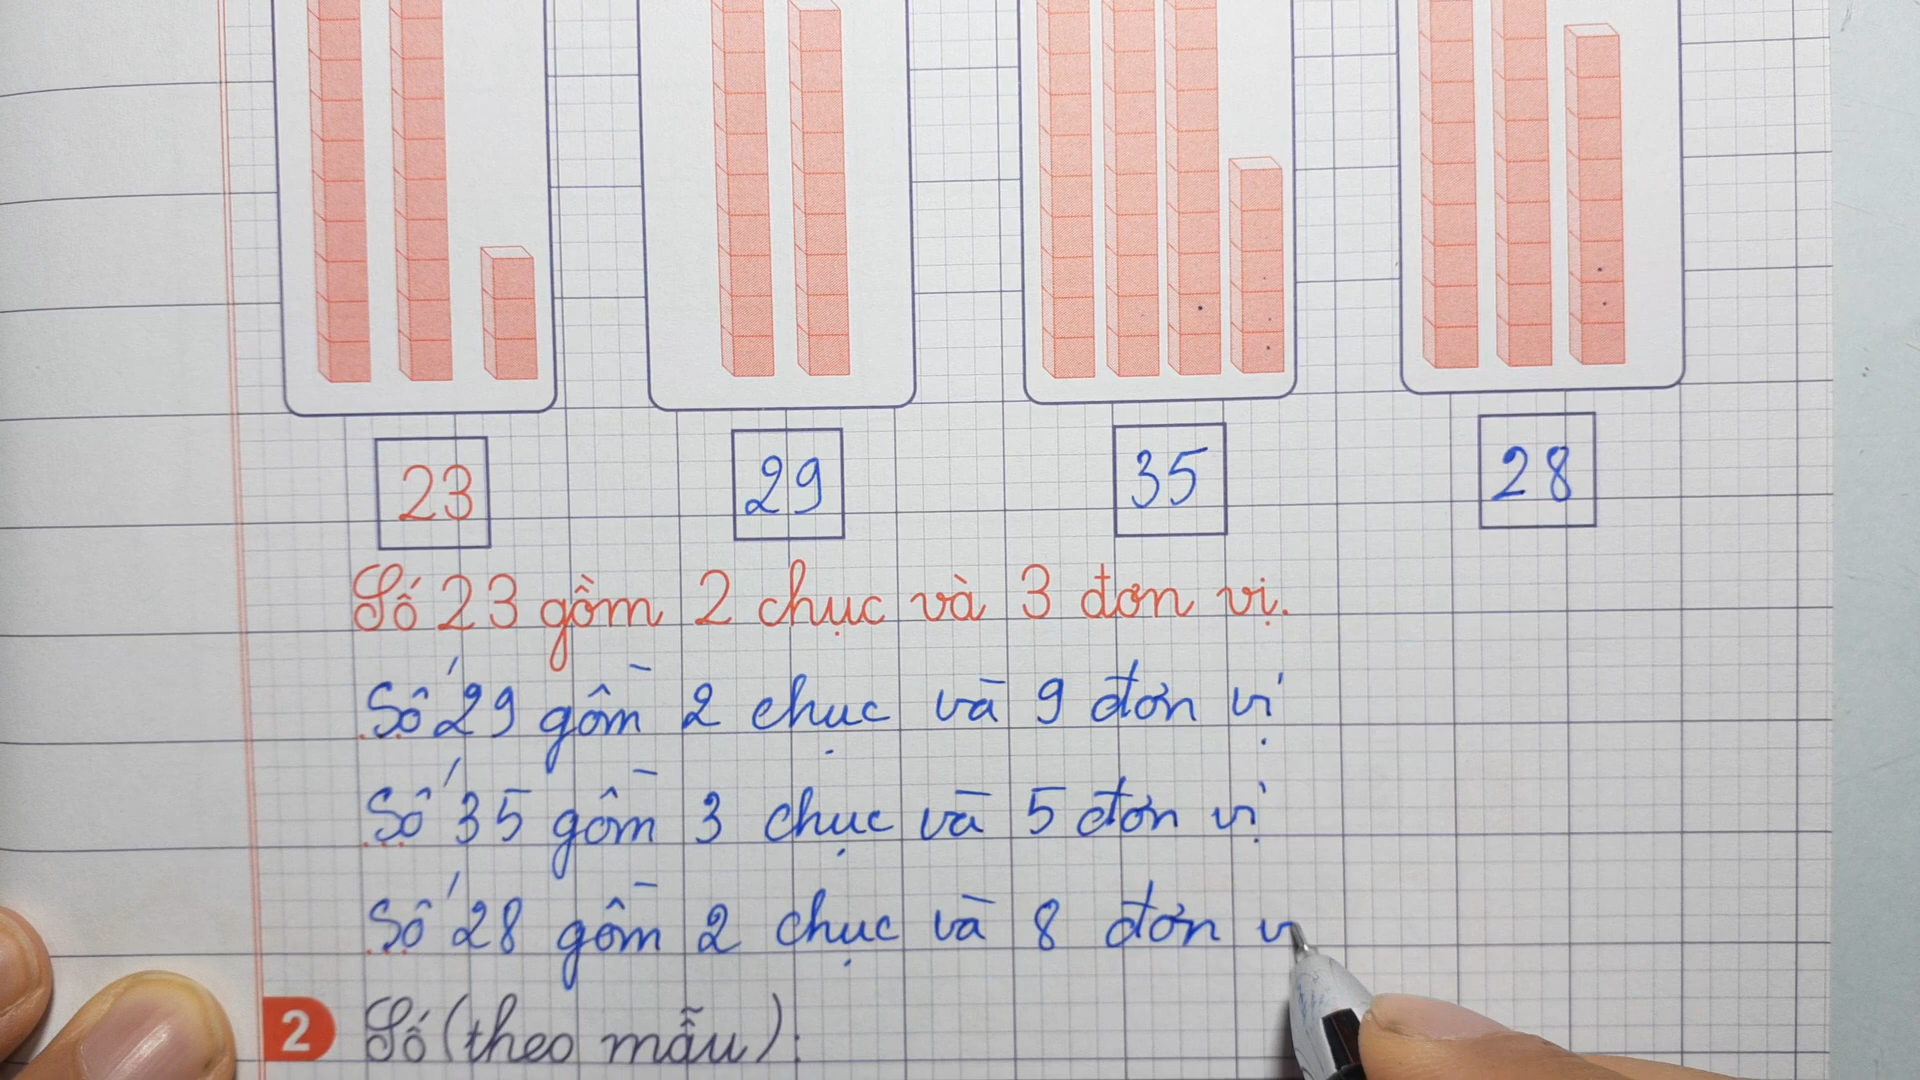 23 29 35 28
Số 23 gồm 2 chục và 3 đơn vị.
Số 29 gồm 2 chục và 9 đơn vị
Số 35 gồm 3 chục và 5 đơn vị
Số 28 gồm 2 chục và 8 đơn v
2 Số (theo mẫu):